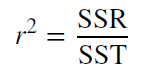 r² = SSR / SST